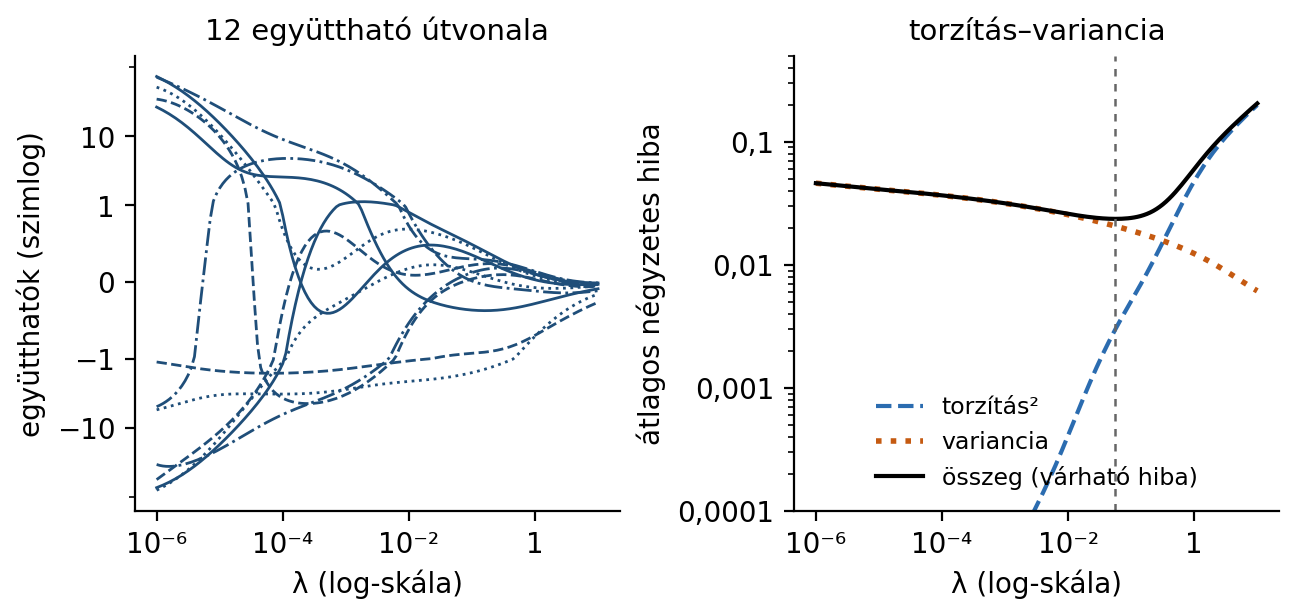 12 együttható útvonala
együtthatók (szimlog)
10
1
0
−1
−10
10⁻⁶
10⁻⁴
10⁻²
1
λ (log-skála)
torzítás–variancia
átlagos négyzetes hiba
0,1
0,01
0,001
0,0001
torzítás²
variancia
összeg (várható hiba)
10⁻⁶
10⁻⁴
10⁻²
1
λ (log-skála)